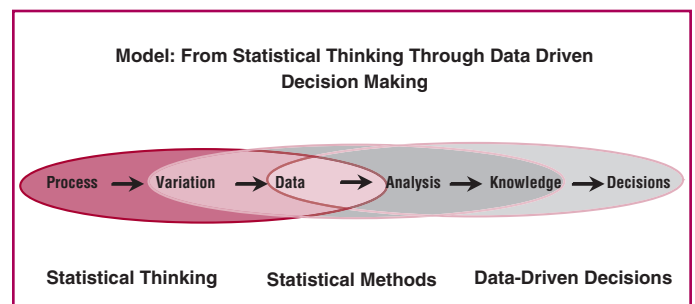 Model: From Statistical Thinking Through Data Driven
Decision Making
Process Variation Data Analysis Knowledge Decisions
Statistical Thinking Statistical Methods Data-Driven Decisions